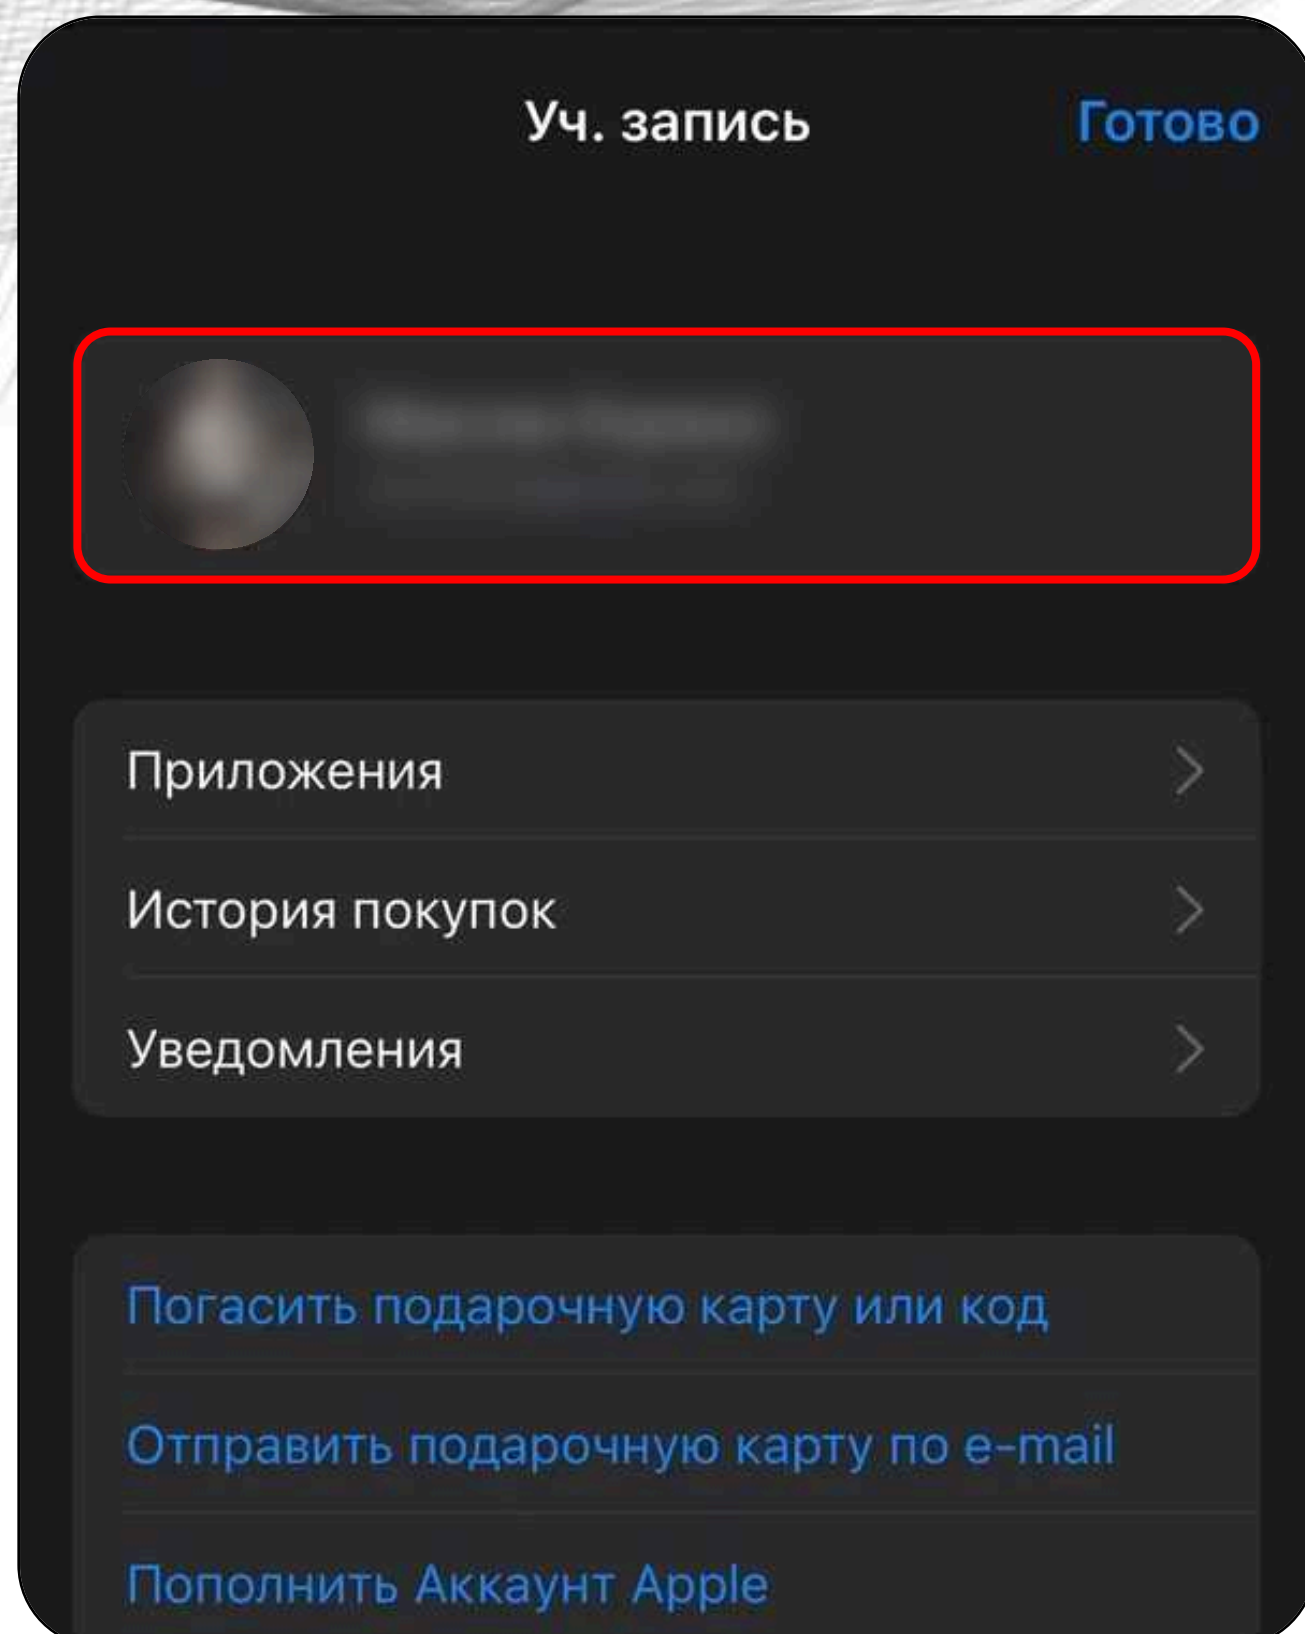 Уч. запись
Готово
Приложения
История покупок
Уведомления
Погасить подарочную карту или код
Отправить подарочную карту по e-mail
Пополнить Аккаунт Apple